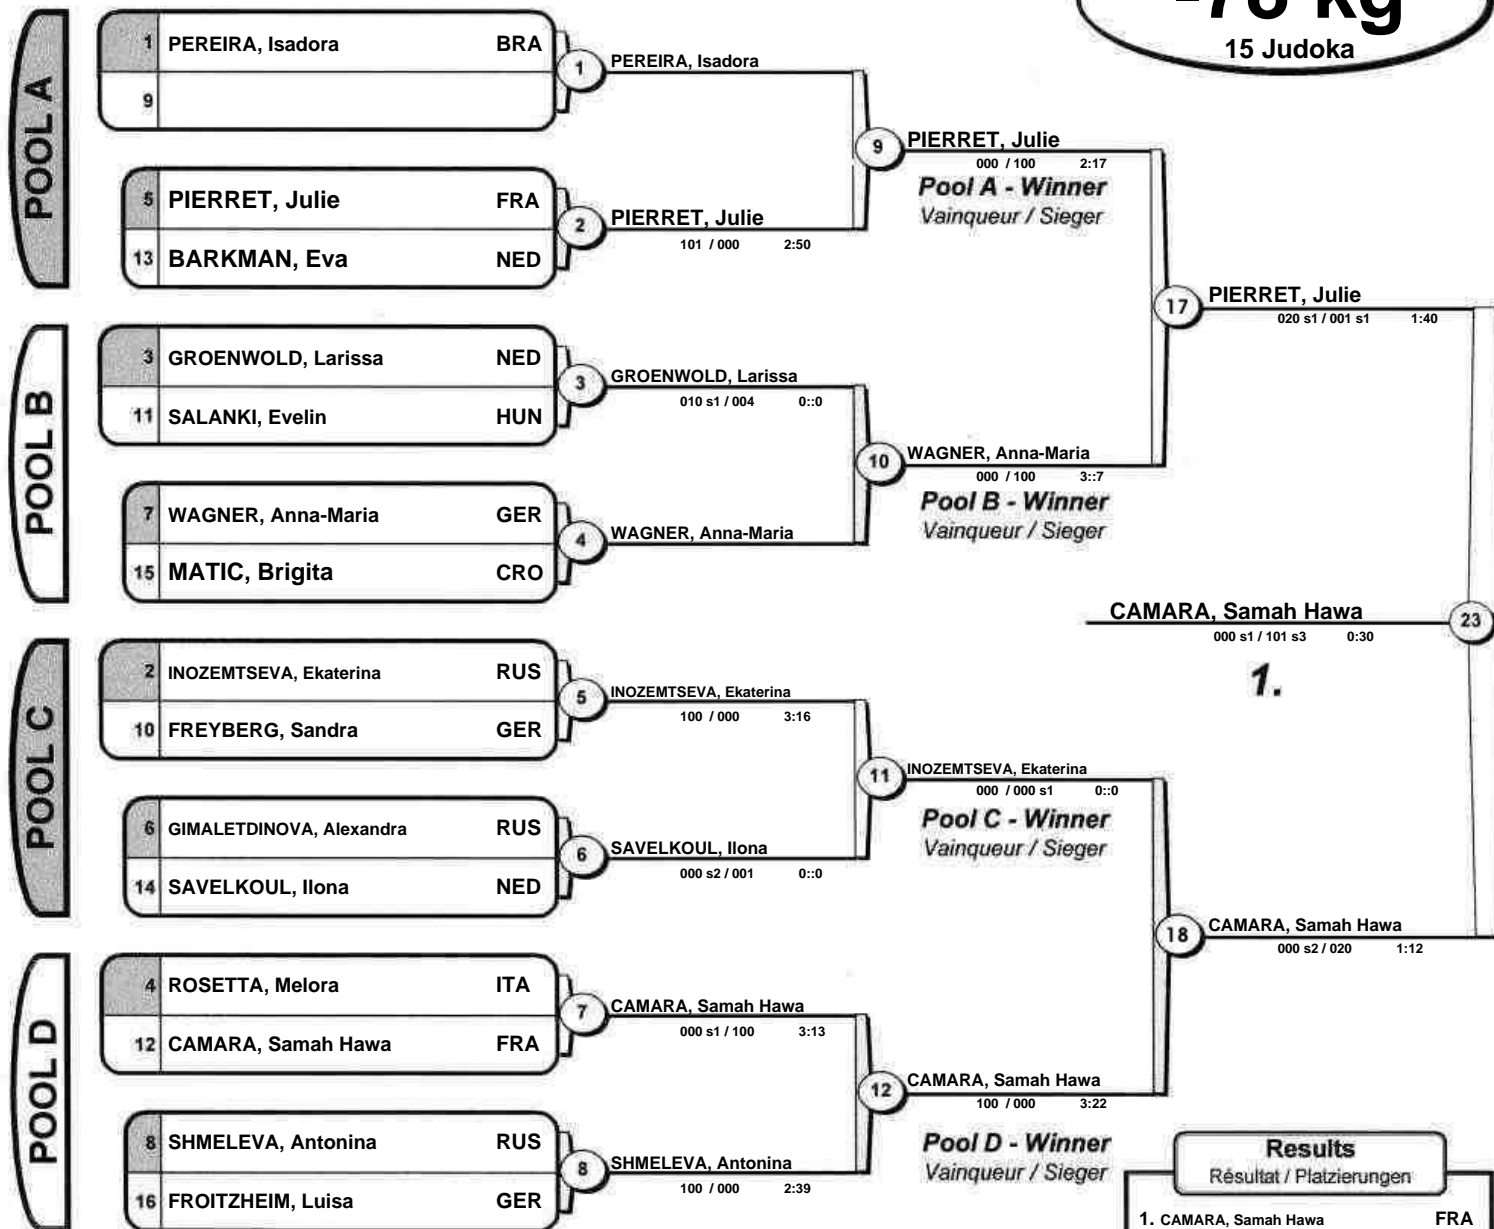 -78 kg
15 Judoka
POOL A
1 PEREIRA, Isadora BRA
9
5 PIERRET, Julie FRA
13 BARKMAN, Eva NED
1 PEREIRA, Isadora
2 PIERRET, Julie
101 / 000 2:50
9 PIERRET, Julie
000 / 100 2:17
Pool A - Winner
Vainqueur / Sieger
POOL B
3 GROENWOLD, Larissa NED
11 SALANKI, Evelin HUN
7 WAGNER, Anna-Maria GER
15 MATIC, Brigita CRO
3 GROENWOLD, Larissa
010 s1 / 004 0::0
4 WAGNER, Anna-Maria
10 WAGNER, Anna-Maria
000 / 100 3::7
Pool B - Winner
Vainqueur / Sieger
17 PIERRET, Julie
020 s1 / 001 s1 1:40
CAMARA, Samah Hawa 23
000 s1 / 101 s3 0:30
1.
POOL C
2 INOZEMTSEVA, Ekaterina RUS
10 FREYBERG, Sandra GER
6 GIMALETDINOVA, Alexandra RUS
14 SAVELKOUL, Ilona NED
5 INOZEMTSEVA, Ekaterina
100 / 000 3:16
6 SAVELKOUL, Ilona
000 s2 / 001 0::0
11 INOZEMTSEVA, Ekaterina
000 / 000 s1 0::0
Pool C - Winner
Vainqueur / Sieger
POOL D
4 ROSETTA, Melora ITA
12 CAMARA, Samah Hawa FRA
8 SHMELEVA, Antonina RUS
16 FROITZHEIM, Luisa GER
7 CAMARA, Samah Hawa
000 s1 / 100 3:13
8 SHMELEVA, Antonina
100 / 000 2:39
12 CAMARA, Samah Hawa
100 / 000 3:22
Pool D - Winner
Vainqueur / Sieger
18 CAMARA, Samah Hawa
000 s2 / 020 1:12
Results
Résultat / Platzierungen
1. CAMARA, Samah Hawa FRA